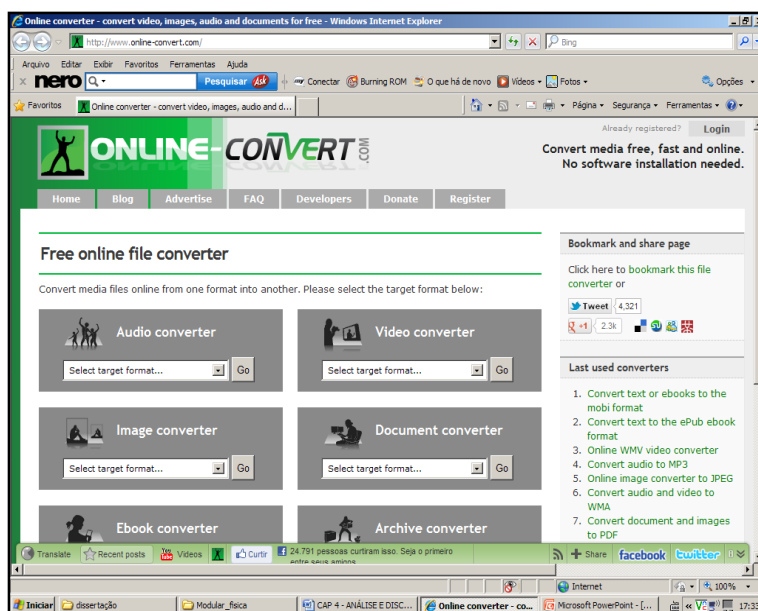 Online converter - convert video, images, audio and documents for free - Windows Internet Explorer
http://www.online-convert.com/
Bing
Arquivo Editar Exibir Favoritos Ferramentas Ajuda
nero Pesquisar Ask Conectar Burning ROM O que há de novo Vídeos Fotos Opções
Favoritos Online converter - convert video, images, audio and d... Página Segurança Ferramentas
Already registered? Login
ONLINE-CONVERT.COM
Convert media free, fast and online.
No software installation needed.
Home Blog Advertise FAQ Developers Donate Register
Free online file converter
Convert media files online from one format into another. Please select the target format below:
Audio converter
Select target format... Go
Video converter
Select target format... Go
Image converter
Select target format... Go
Document converter
Select target format... Go
Ebook converter
Archive converter
Bookmark and share page
Click here to bookmark this file
converter or
Tweet 4,321
+1 2.3k
Last used converters
1. Convert text or ebooks to the
mobi format
2. Convert text to the ePub ebook
format
3. Online WMV video converter
4. Convert audio to MP3
5. Online image converter to JPEG
6. Convert audio and video to
WMA
7. Convert document and images
to PDF
Translate Recent posts You Tube Videos Curtir 24.791 pessoas curtiram isso. Seja o primeiro
entre seus amigos.
Share facebook twitter
Internet 100%
Iniciar dissertação Modular_fisica CAP 4 - ANÁLISE E DISC... Online converter - co... Microsoft PowerPoint - [... 17:33